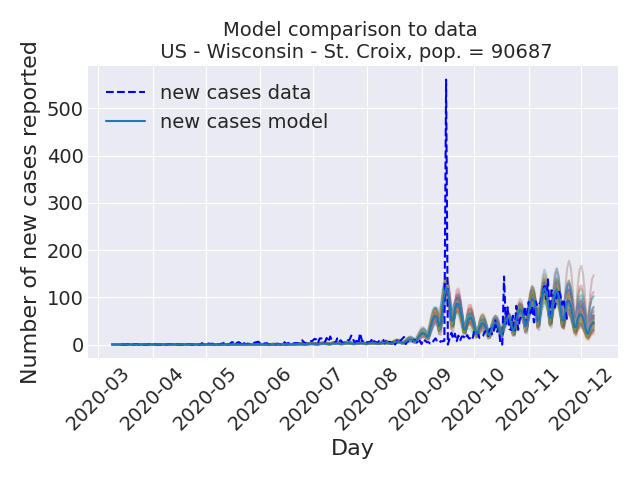 Model comparison to data
US - Wisconsin - St. Croix, pop. = 90687
Number of new cases reported
500
400
300
200
100
0
new cases data
new cases model
2020-03
2020-04
2020-05
2020-06
2020-07
2020-08
2020-09
2020-10
2020-11
2020-12
Day